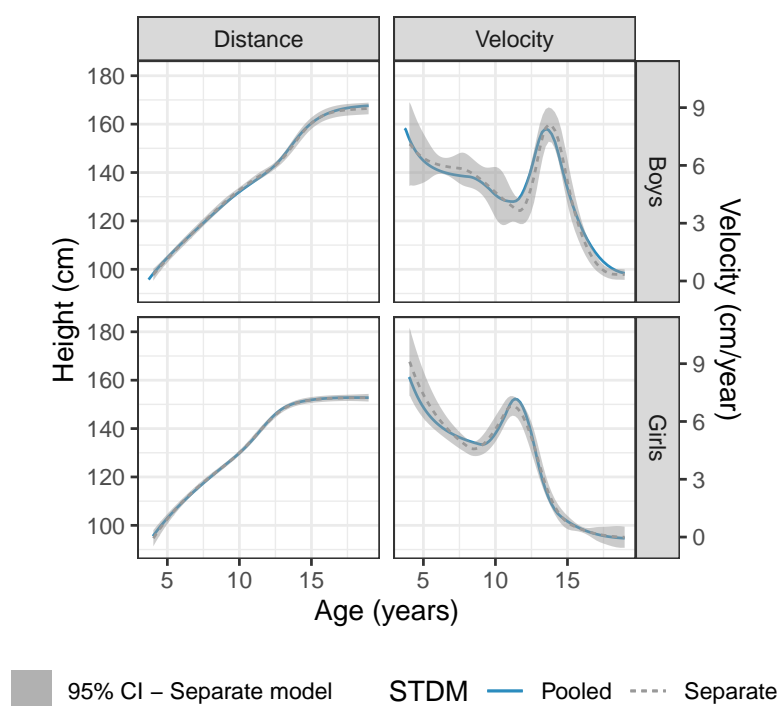 Distance
Velocity
180
160
140
120
100
9
6
3
0
Boys
180
160
140
120
100
9
6
3
0
Girls
Height (cm)
Velocity (cm/year)
5 10 15 5 10 15
Age (years)
95% CI – Separate model STDM Pooled Separate